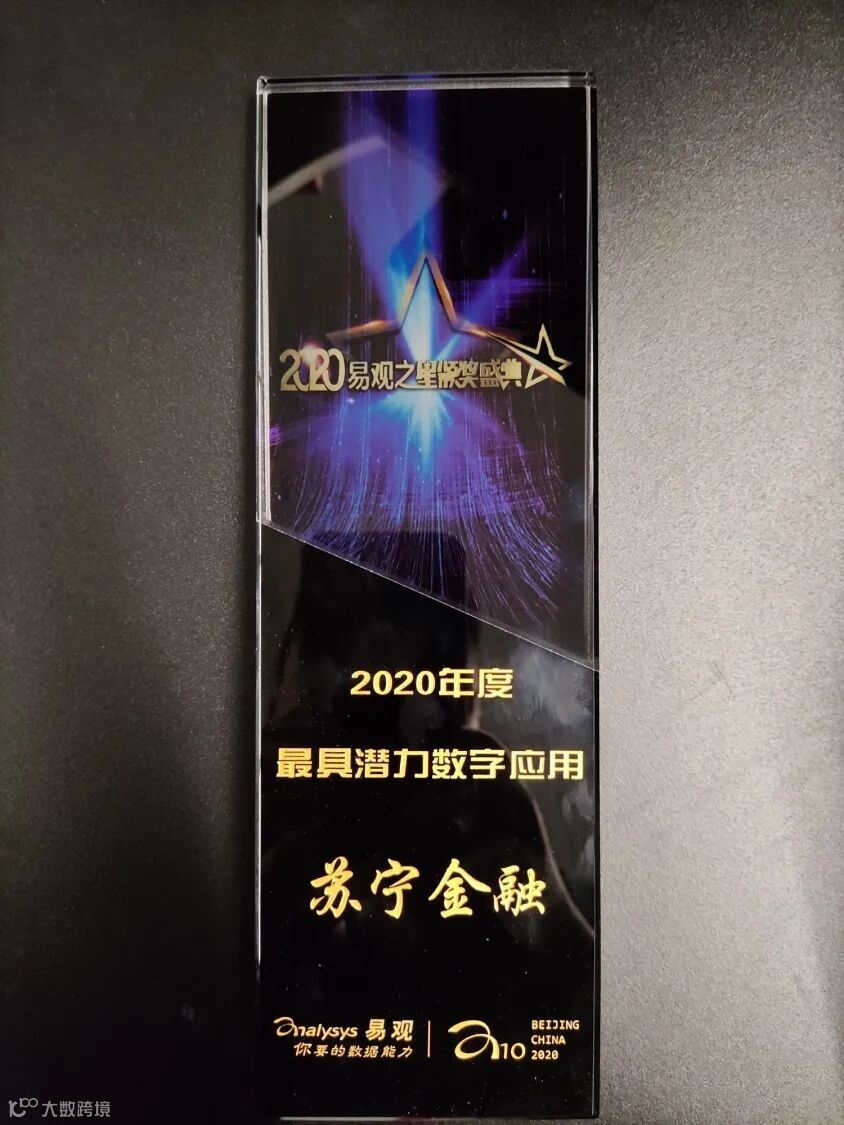 2020易观之星颁奖盛典
2020年度
最具潜力数字应用
苏宁金融
analysys 易观
你要的数据能力
a10
BEIJING
CHINA
2020
大数跨境